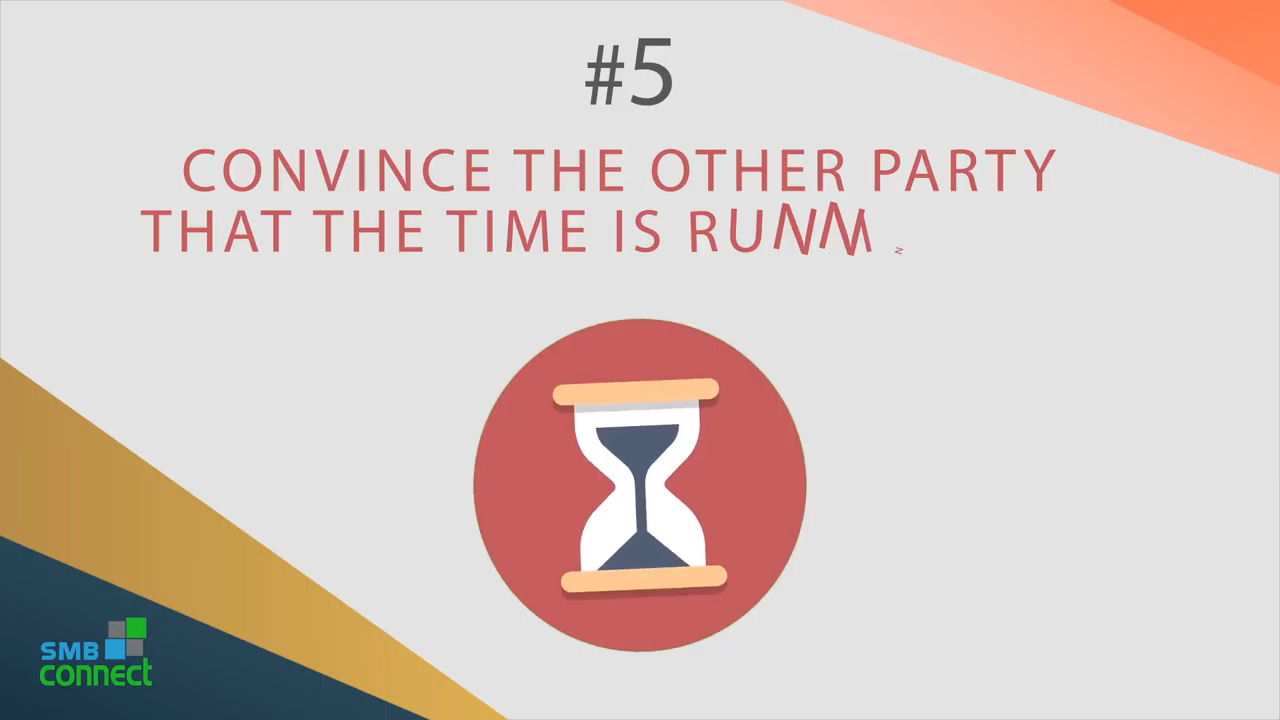 #5
CONVINCE THE OTHER PARTY
THAT THE TIME IS
SMB
connect